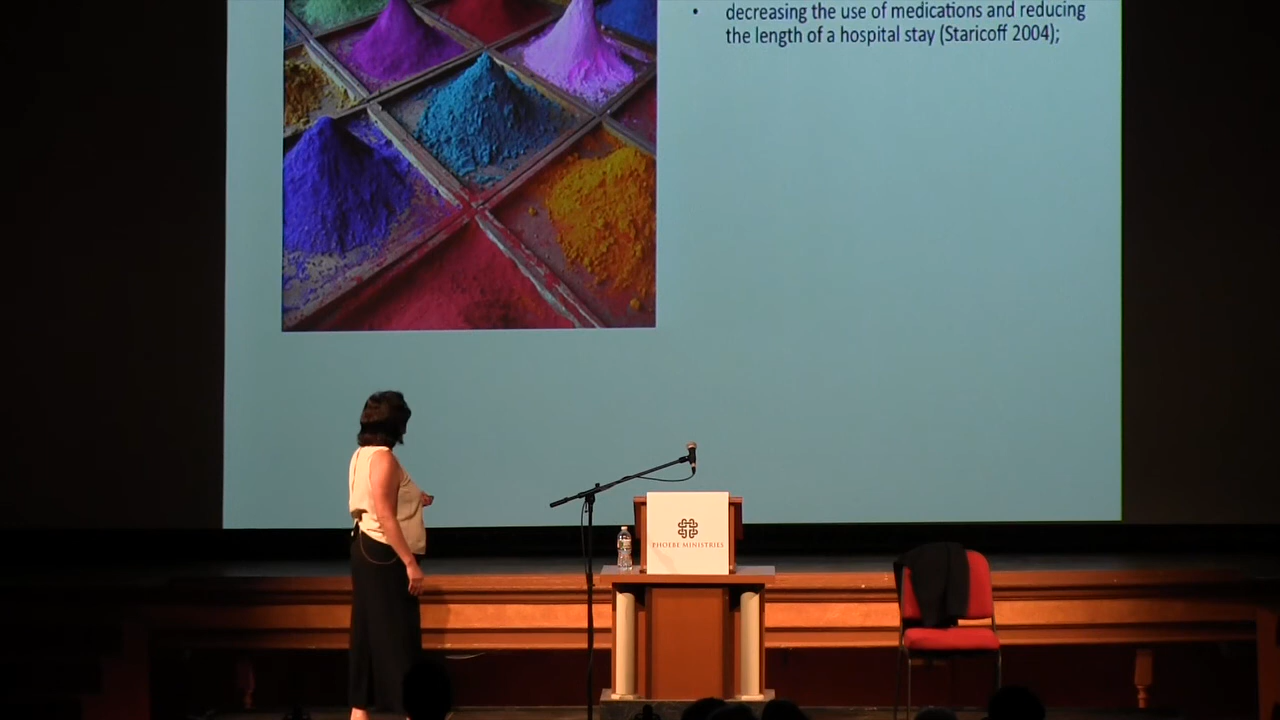 • decreasing the use of medications and reducing
the length of a hospital stay (Staricoff 2004);
PHOEBE MINISTRIES